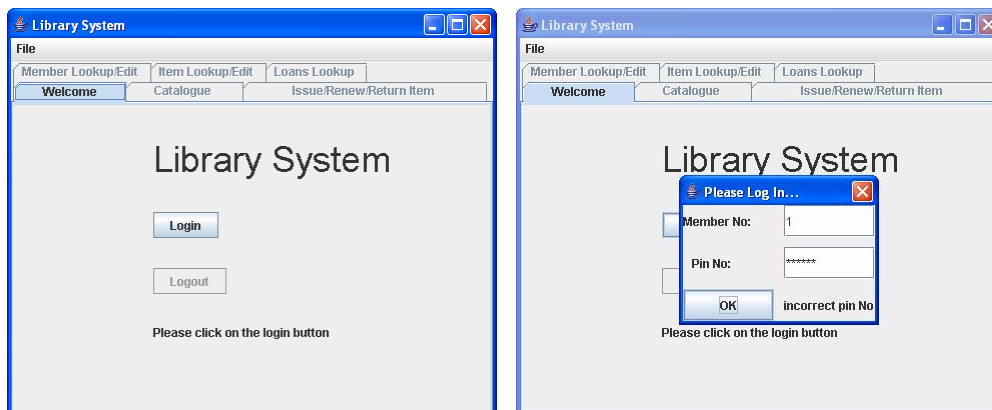 Library System
File
Member Lookup/Edit Item Lookup/Edit Loans Lookup
Welcome Catalogue Issue/Renew/Return Item
Library System
Login
Logout
Please click on the login button
Library System
File
Member Lookup/Edit Item Lookup/Edit Loans Lookup
Welcome Catalogue Issue/Renew/Return Item
Library System
Please Log In...
Member No: 1
Pin No: ******
OK incorrect pin No
Please click on the login button